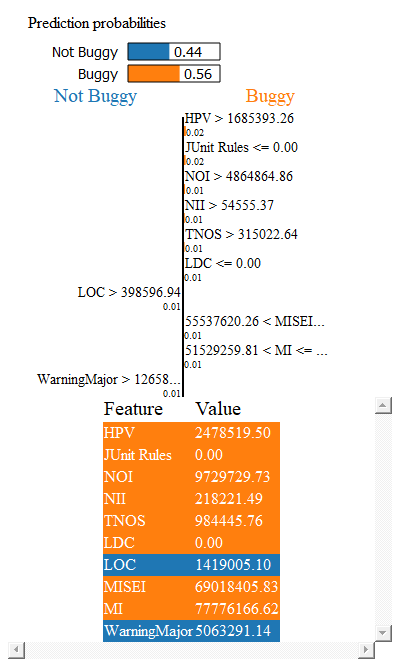 Prediction probabilities
Not Buggy 0.44
Buggy 0.56
Not Buggy Buggy
HPV > 1685393.26
0.02
JUnit Rules <= 0.00
0.02
NOI > 4864864.86
0.01
NII > 54555.37
0.01
TNOS > 315022.64
0.01
LDC <= 0.00
0.01
LOC > 398596.94
0.01
55537620.26 < MISEI...
0.01
51529259.81 < MI <= ...
0.01
WarningMajor > 12658...
0.01
Feature Value
HPV 2478519.50
JUnit Rules 0.00
NOI 9729729.73
NII 218221.49
TNOS 984445.76
LDC 0.00
LOC 1419005.10
MISEI 69018405.83
MI 77776166.62
WarningMajor 5063291.14